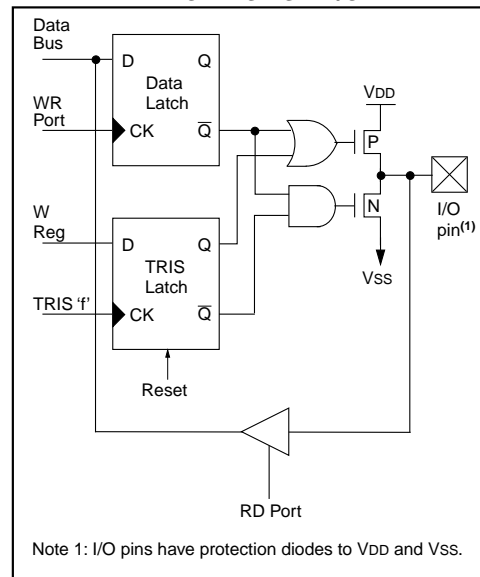 Data
Bus
D
Q
Data
Latch
VDD
WR
Port
CK
Q
P
N
I/O
pin(1)
W
Reg
D
Q
TRIS
Latch
VSS
TRIS 'f'
CK
Q
Reset
RD Port
Note 1: I/O pins have protection diodes to VDD and VSS.